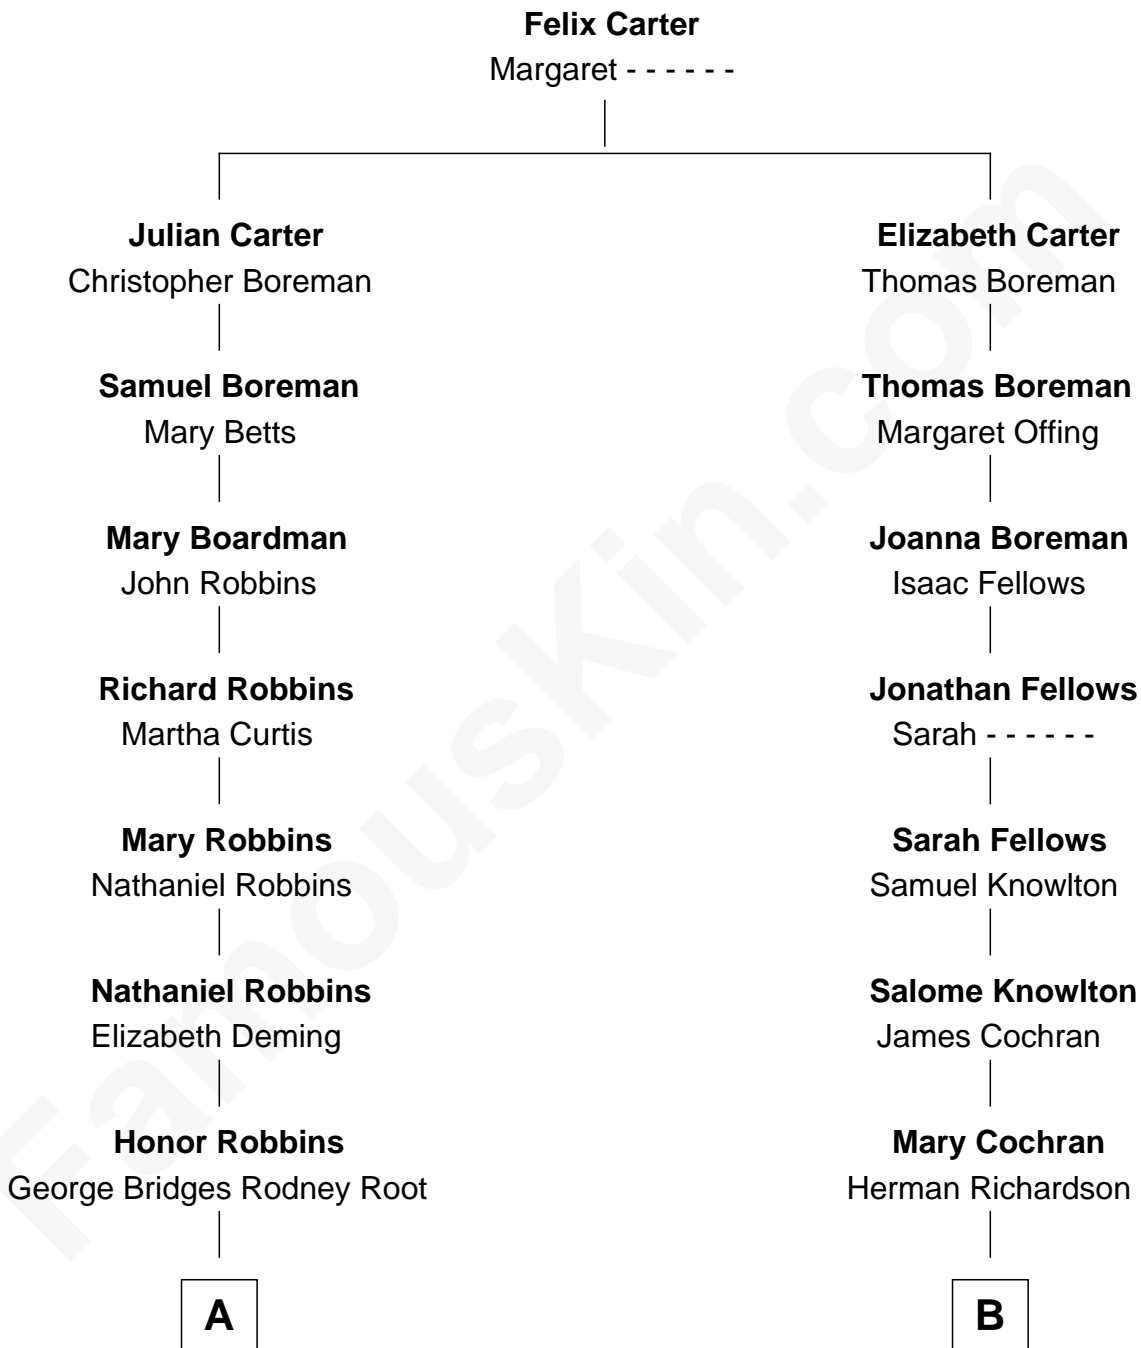 Felix Carter
Margaret - - - - - -
Julian Carter
Christopher Boreman
Elizabeth Carter
Thomas Boreman
Samuel Boreman
Mary Betts
Thomas Boreman
Margaret Offing
Mary Boardman
John Robbins
Joanna Boreman
Isaac Fellows
Richard Robbins
Martha Curtis
Jonathan Fellows
Sarah - - - - - -
Mary Robbins
Nathaniel Robbins
Sarah Fellows
Samuel Knowlton
Nathaniel Robbins
Elizabeth Deming
Salome Knowlton
James Cochran
Honor Robbins
George Bridges Rodney Root
Mary Cochran
Herman Richardson
A
B
FamousKin.com